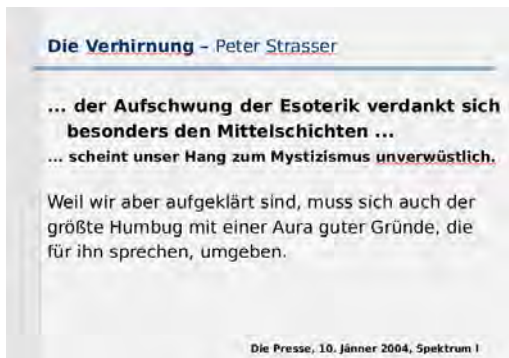 Die Verhirnung – Peter Strasser
... der Aufschwung der Esoterik verdankt sich
besonders den Mittelschichten ...
... scheint unser Hang zum Mystizismus unverwüstlich.
Weil wir aber aufgeklärt sind, muss sich auch der
größte Humbug mit einer Aura guter Gründe, die
für ihn sprechen, umgeben.
Die Presse, 10. Jänner 2004, Spektrum I